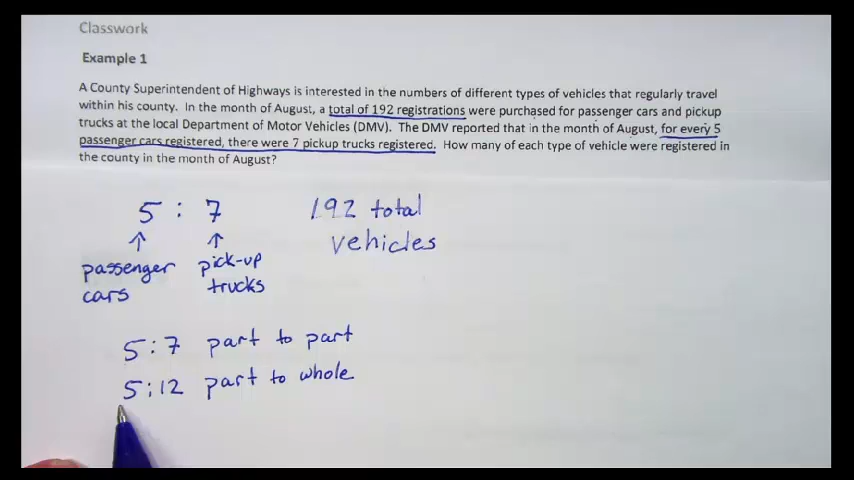 Classwork
Example 1
A County Superintendent of Highways is interested in the numbers of different types of vehicles that regularly travel
within his county. In the month of August, a total of 192 registrations were purchased for passenger cars and pickup
trucks at the local Department of Motor Vehicles (DMV). The DMV reported that in the month of August, for every 5
passenger cars registered, there were 7 pickup trucks registered. How many of each type of vehicle were registered in
the county in the month of August?
5 : 7
192 total
vehicles
passenger
cars
pick-up
trucks
5:7 part to part
5:12 part to whole